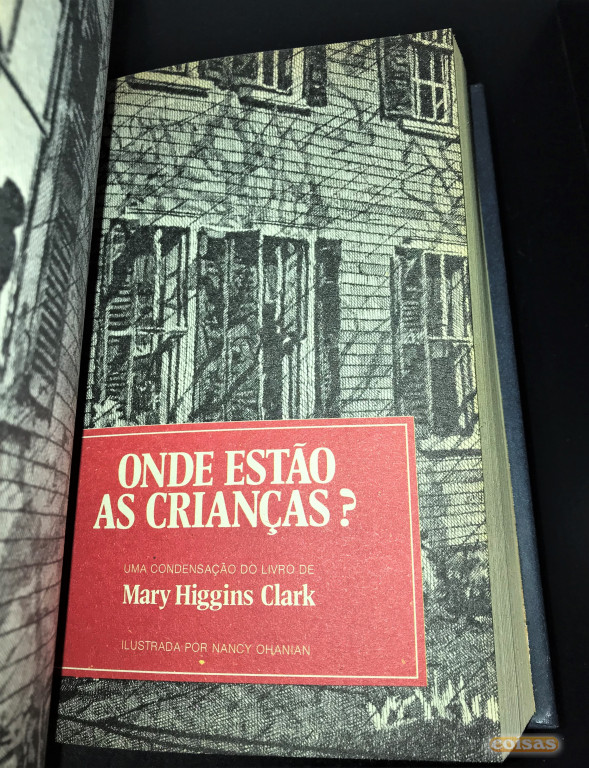 ONDE ESTÃO
AS CRIANÇAS?
UMA CONDENSAÇÃO DO LIVRO DE
Mary Higgins Clark
ILUSTRADA POR NANCY OHANIAN
coisas